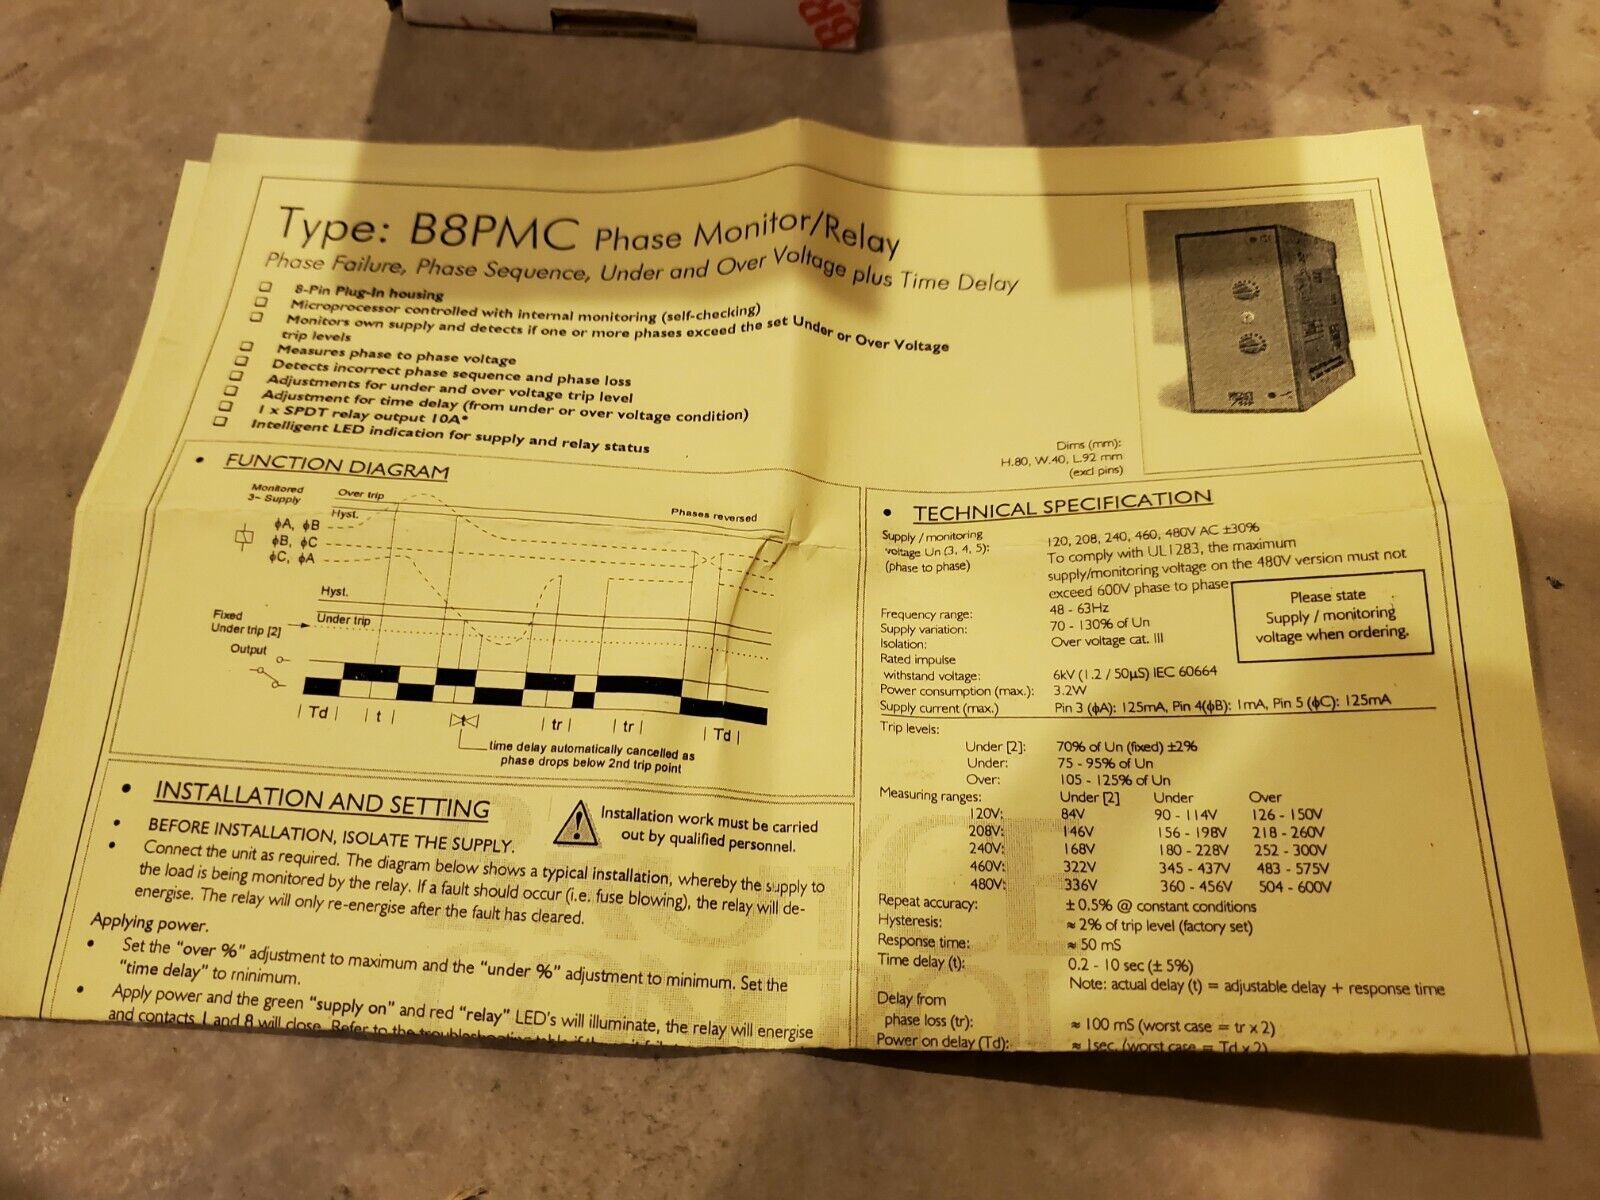 BR
Type: B8PMC Phase Monitor/Relay
Phase Failure, Phase Sequence, Under and Over Voltage plus Time Delay
❑ 8-Pin Plug-In housing
❑ Microprocessor controlled with internal monitoring (self-checking)
❑ Monitors own supply and detects if one or more phases exceed the set Under or Over Voltage
trip levels
❑ Measures phase to phase voltage
❑ Detects incorrect phase sequence and phase loss
❑ Adjustments for under and over voltage trip level
❑ Adjustment for time delay (from under or over voltage condition)
❑ 1 x SPDT relay output 10A*
❑ Intelligent LED indication for supply and relay status
Dims (mm):
H.80, W.40, L.92 mm
(excl pins)
• FUNCTION DIAGRAM
Monitored
3~ Supply
ϕA, ϕB
ϕB, ϕC
ϕC, ϕA
Over trip
Hyst.
Phases reversed
Hyst.
Under trip
Fixed
Under trip [2]
Output
Td
t
t
tr
tr
Td
time delay automatically cancelled as
phase drops below 2nd trip point
• INSTALLATION AND SETTING
Installation work must be carried
out by qualified personnel.
• BEFORE INSTALLATION, ISOLATE THE SUPPLY.
• Connect the unit as required. The diagram below shows a typical installation, whereby the supply to
the load is being monitored by the relay. If a fault should occur (i.e. fuse blowing), the relay will de-
energise. The relay will only re-energise after the fault has cleared.
Applying power.
• Set the "over %" adjustment to maximum and the "under %" adjustment to minimum. Set the
"time delay" to minimum.
• Apply power and the green "supply on" and red "relay" LED's will illuminate, the relay will energise
and contacts 1 and 8 will close. Refer to the troubleshooting table if the unit fails
• TECHNICAL SPECIFICATION
Supply / monitoring
voltage Un (3, 4, 5):
(phase to phase)
120, 208, 240, 460, 480V AC ±30%
To comply with UL1283, the maximum
supply/monitoring voltage on the 480V version must not
exceed 600V phase to phase
Please state
Supply / monitoring
voltage when ordering.
Frequency range: 48 - 63Hz
Supply variation: 70 - 130% of Un
Isolation: Over voltage cat. III
Rated impulse
withstand voltage: 6kV (1.2 / 50µS) IEC 60664
Power consumption (max.): 3.2W
Supply current (max.) Pin 3 (ϕA): 125mA, Pin 4(ϕB): 1mA, Pin 5 (ϕC): 125mA
Trip levels:
Under [2]: 70% of Un (fixed) ±2%
Under: 75 - 95% of Un
Over: 105 - 125% of Un
Measuring ranges: Under [2] Under Over
120V: 84V 90 - 114V 126 - 150V
208V: 146V 156 - 198V 218 - 260V
240V: 168V 180 - 228V 252 - 300V
460V: 322V 345 - 437V 483 - 575V
480V: 336V 360 - 456V 504 - 600V
Repeat accuracy: ± 0.5% @ constant conditions
Hysteresis: ≈ 2% of trip level (factory set)
Response time: ≈ 50 mS
Time delay (t): 0.2 - 10 sec (± 5%)
Note: actual delay (t) = adjustable delay + response time
Delay from
phase loss (tr): ≈ 100 mS (worst case = tr x 2)
Power on delay (Td): ≈ 1sec. (worst case = Td x 2)